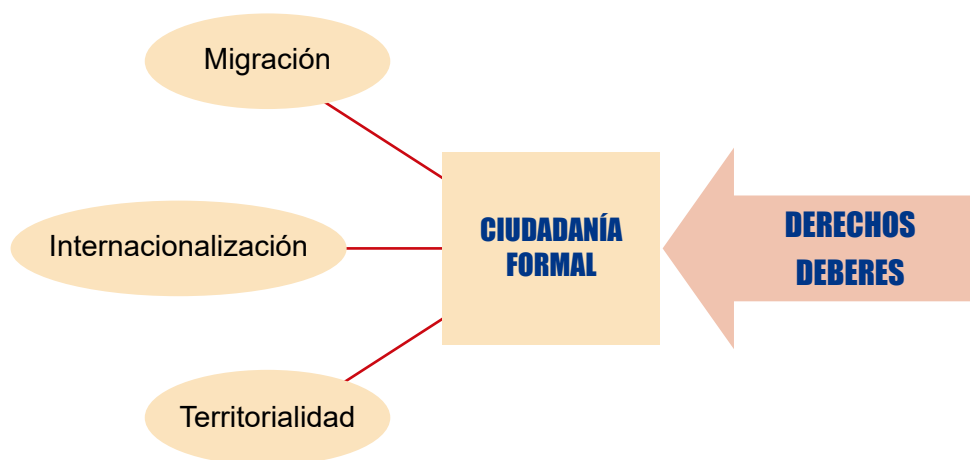 Migración
Internacionalización
Territorialidad
CIUDADANÍA
FORMAL
DERECHOS
DEBERES